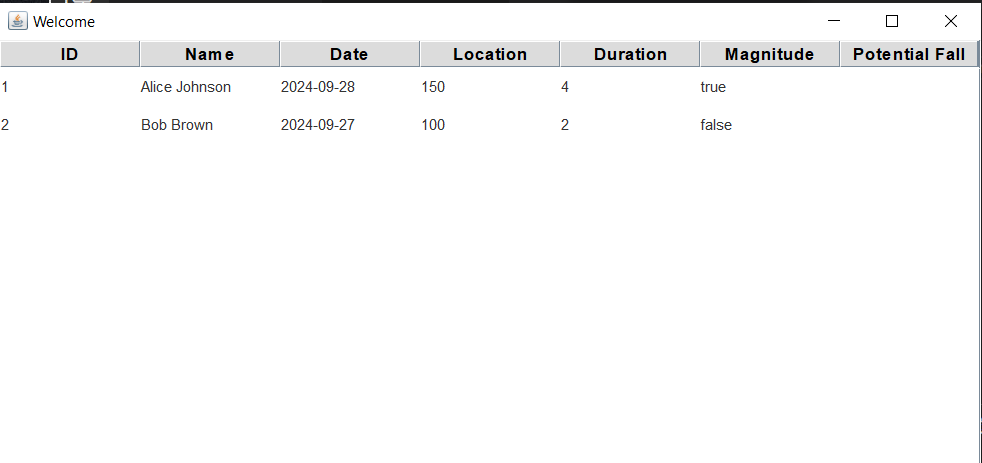 Welcome
ID Name Date Location Duration Magnitude Potential Fall
1 Alice Johnson 2024-09-28 150 4 true
2 Bob Brown 2024-09-27 100 2 false